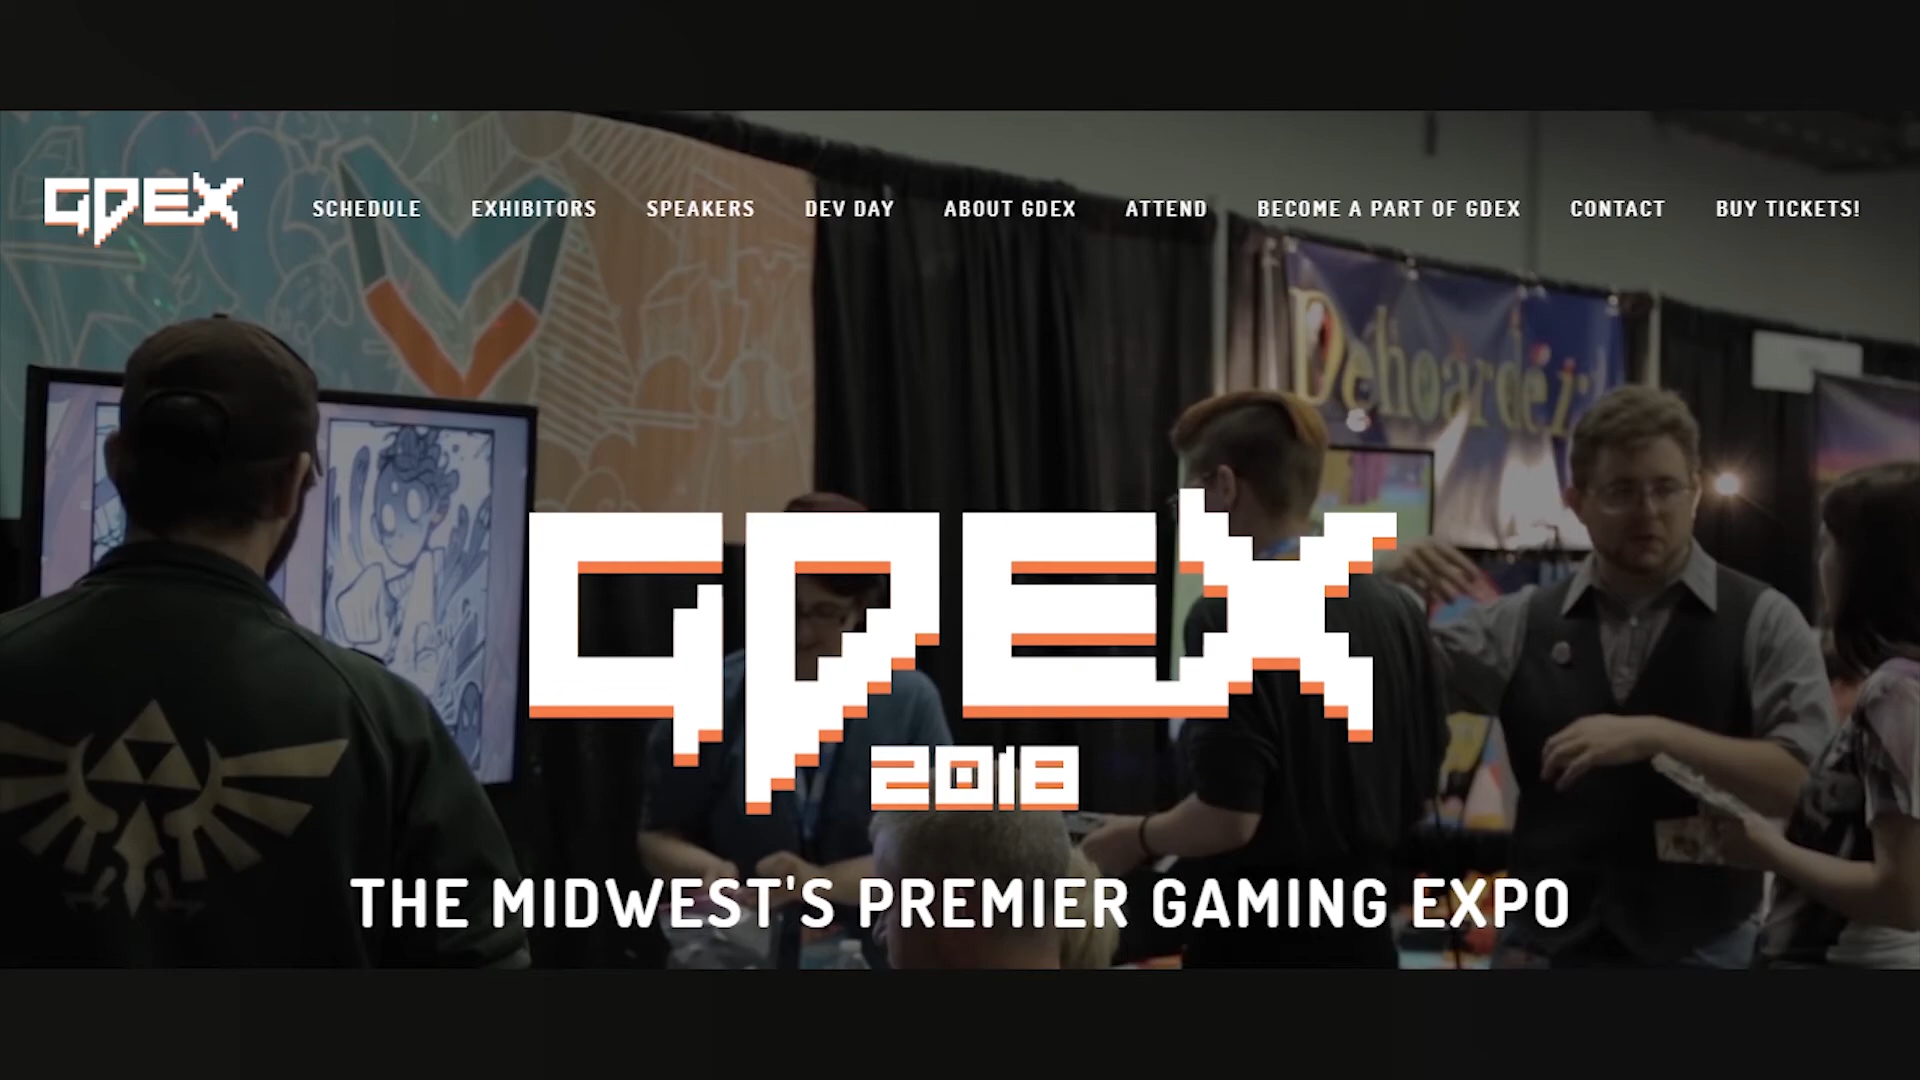 GDEX
SCHEDULE EXHIBITORS SPEAKERS DEV DAY ABOUT GDEX ATTEND BECOME A PART OF GDEX CONTACT BUY TICKETS!
Dehoarde
GDEX
2018
THE MIDWEST'S PREMIER GAMING EXPO